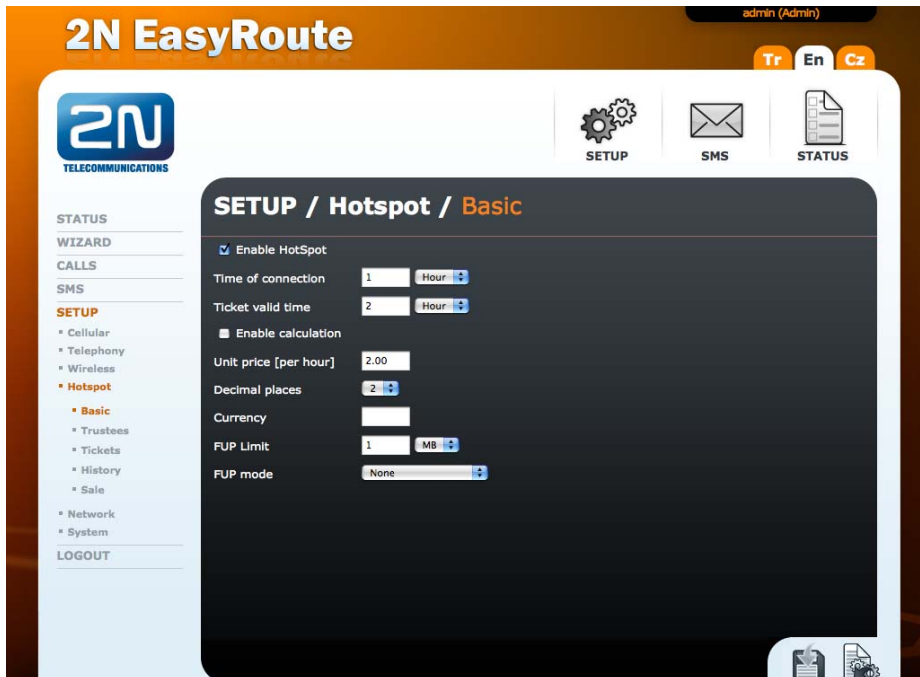 admin (Admin)
2N EasyRoute
Tr En Cz
2N
TELECOMMUNICATIONS
SETUP SMS STATUS
SETUP / Hotspot / Basic
STATUS
WIZARD
CALLS
SMS
SETUP
Cellular
Telephony
Wireless
Hotspot
Basic
Trustees
Tickets
History
Sale
Network
System
LOGOUT
Enable HotSpot
Time of connection 1 Hour
Ticket valid time 2 Hour
Enable calculation
Unit price [per hour] 2.00
Decimal places 2
Currency
FUP Limit 1 MB
FUP mode None